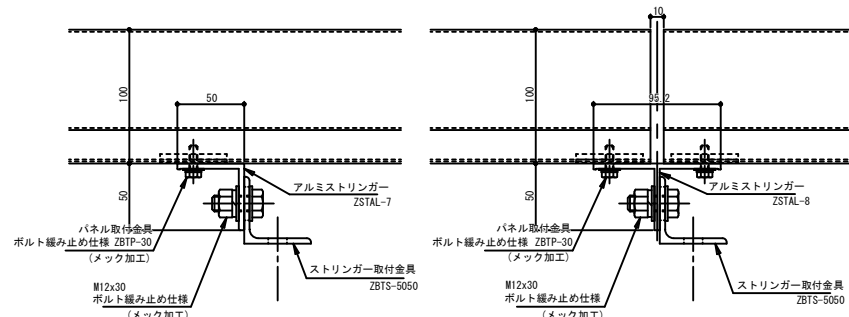 50
100
50
アルミストリンガー
ZSTAL-7
パネル取付金具
ボルト緩み止め仕様 ZBTP-30
(メック加工)
ストリンガー取付金具
ZBTS-5050
M12x30
ボルト緩み止め仕様
(メック加工)
10
95.2
100
50
アルミストリンガー
ZSTAL-8
パネル取付金具
ボルト緩み止め仕様 ZBTP-30
(メック加工)
ストリンガー取付金具
ZBTS-5050
M12x30
ボルト緩み止め仕様
(メック加工)